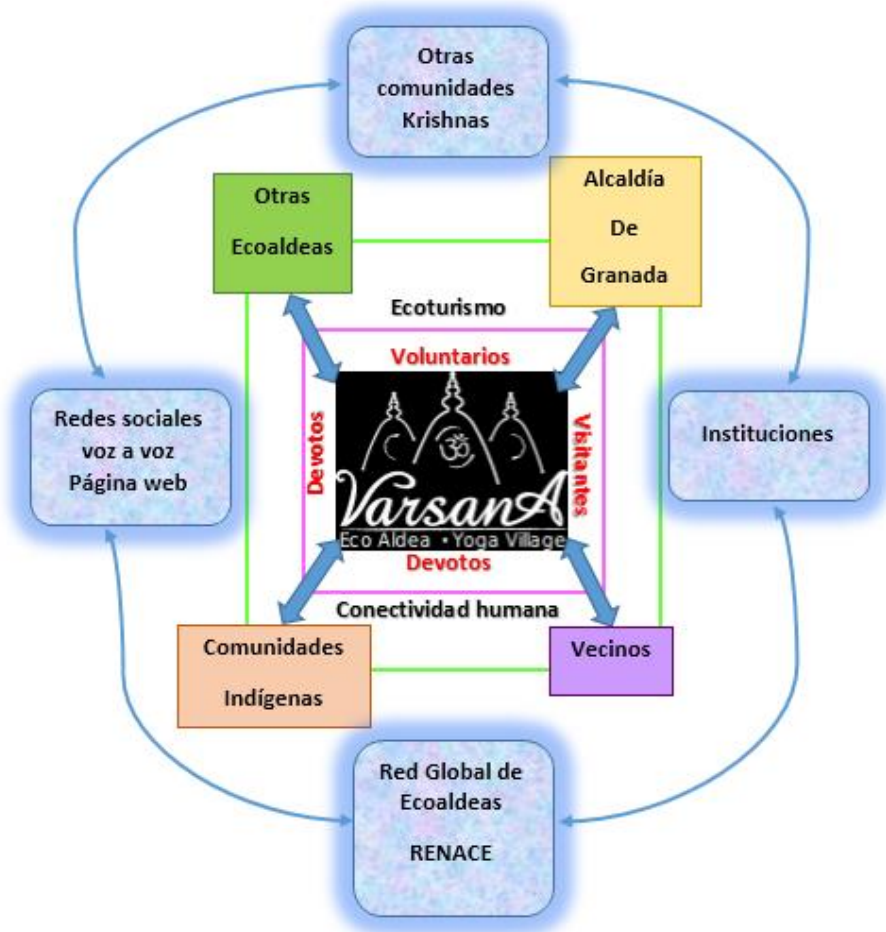 Otras
comunidades
Krishnas
Otras
Ecoaldeas
Alcaldía
De
Granada
Ecoturismo
Voluntarios
Devotos
Visitantes
VarsanA
Eco Aldea • Yoga Village
Devotos
Conectividad humana
Redes sociales
voz a voz
Página web
Instituciones
Comunidades
Indígenas
Vecinos
Red Global de
Ecoaldeas
RENACE